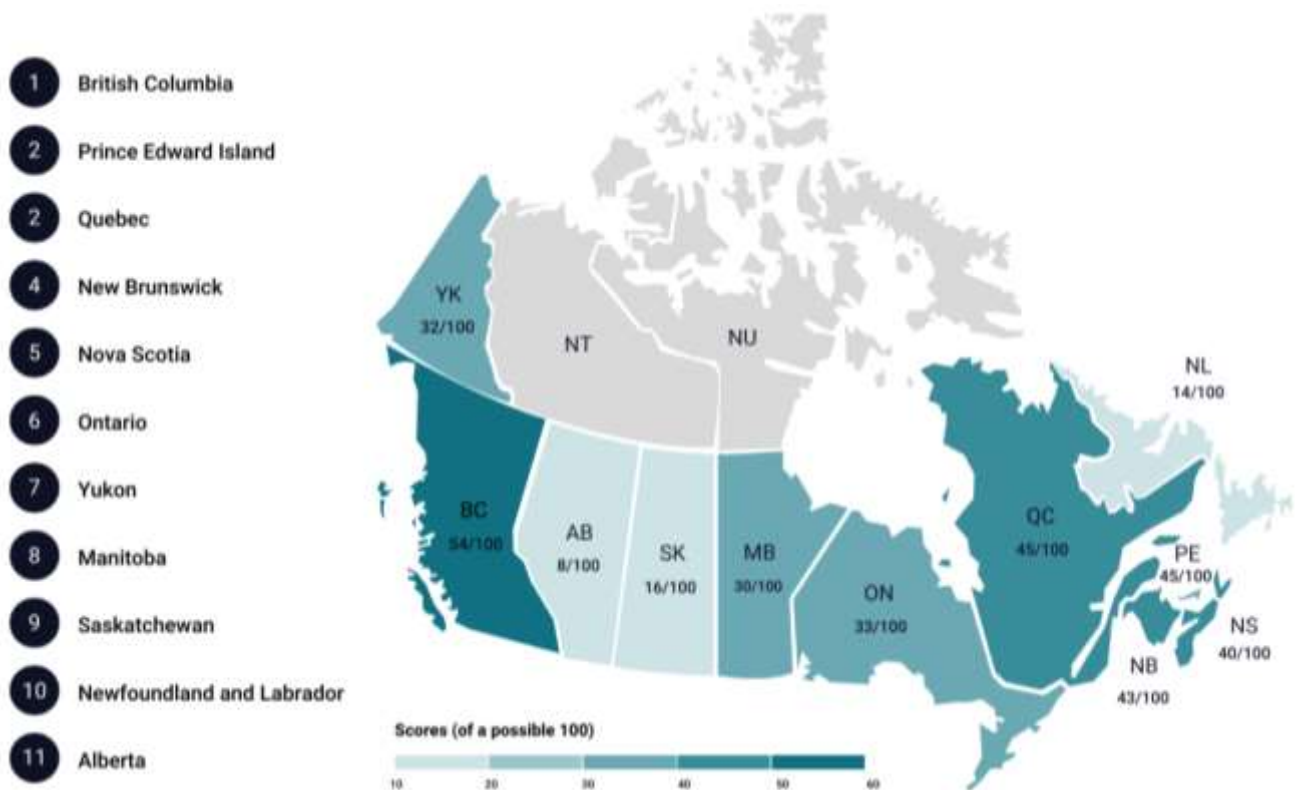 1 British Columbia
2 Prince Edward Island
2 Quebec
4 New Brunswick
5 Nova Scotia
6 Ontario
7 Yukon
8 Manitoba
9 Saskatchewan
10 Newfoundland and Labrador
11 Alberta
YK
32/100
NT
NU
NL
14/100
BC
54/100
AB
8/100
SK
16/100
MB
30/100
ON
33/100
QC
45/100
PE
45/100
NS
40/100
NB
43/100
Scores (of a possible 100)
10 20 30 40 50 60